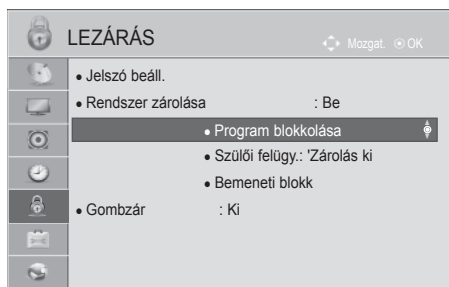 LEZÁRÁS Mozgat. OK
• Jelszó beáll.
• Rendszer zárolása : Be
• Program blokkolása
• Szülői felügy.: 'Zárolás ki
• Bemeneti blokk
• Gombzár : Ki